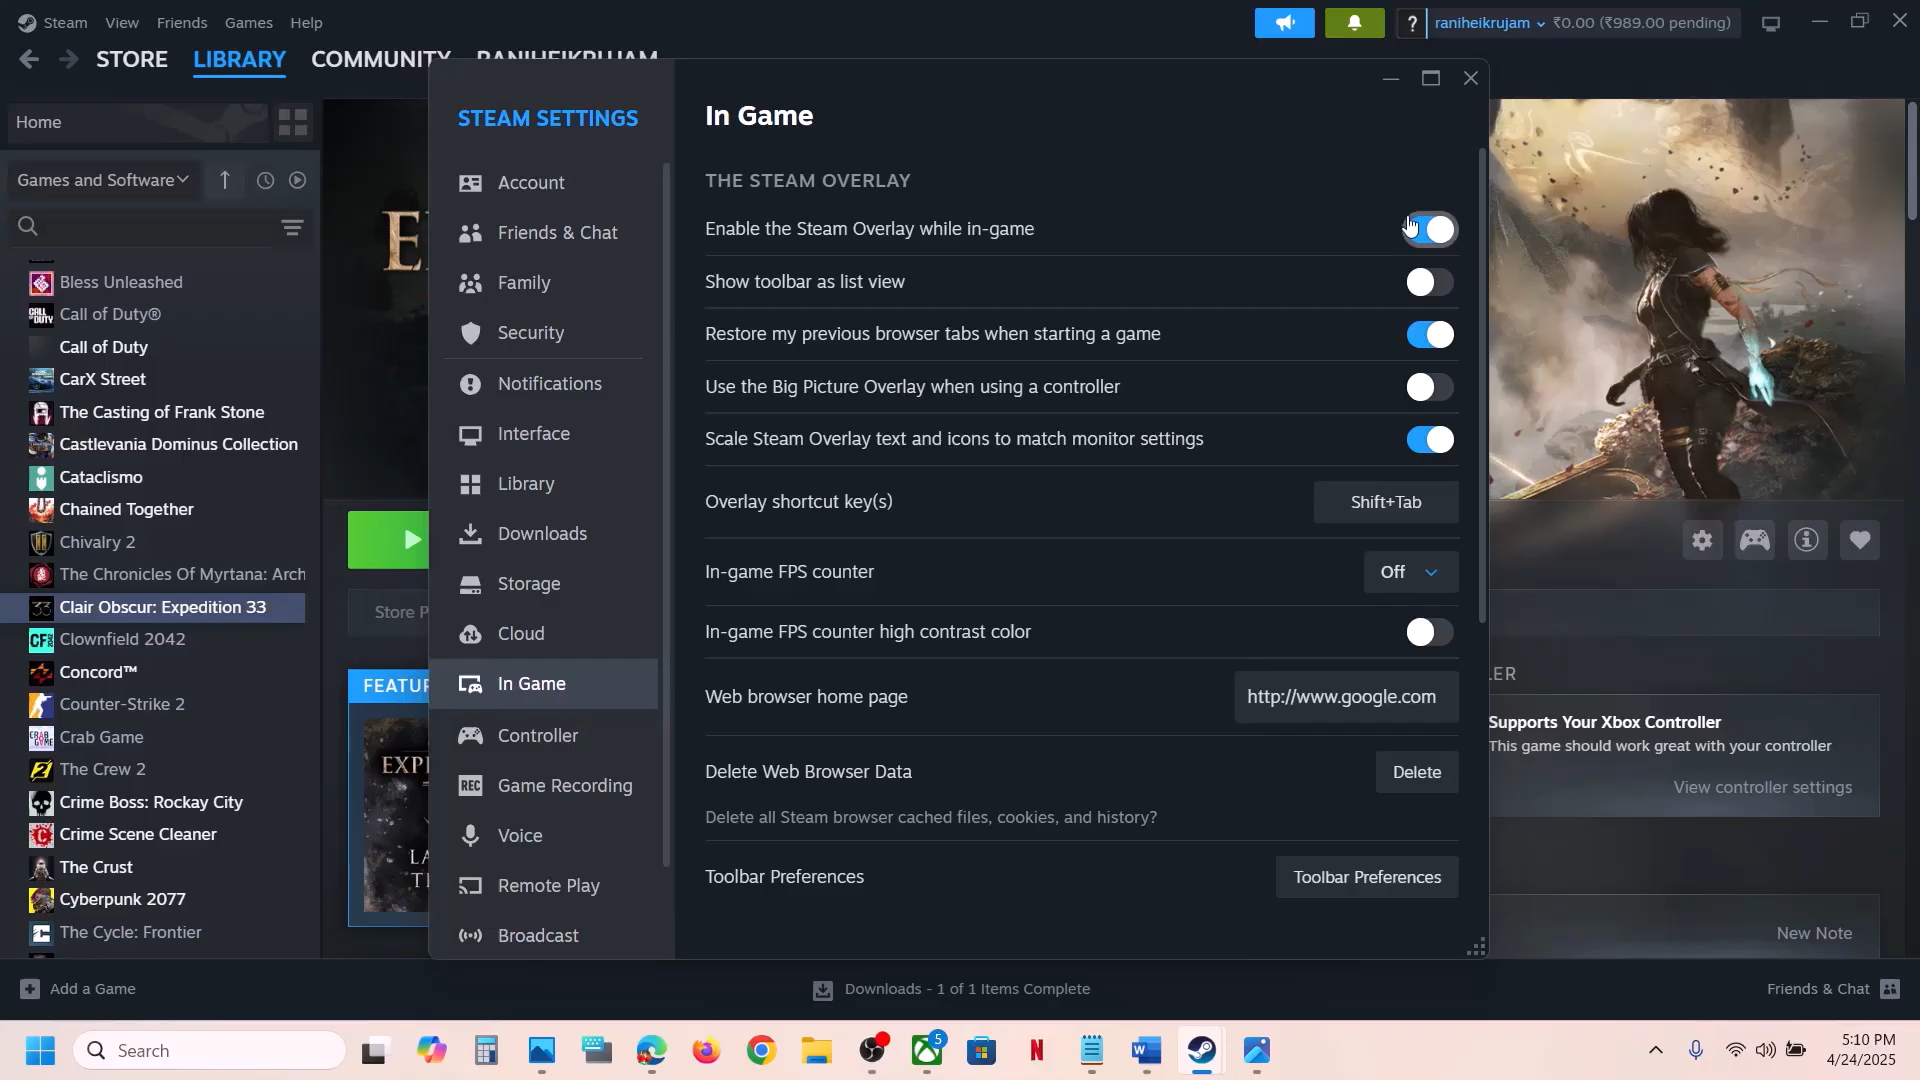 Steam View Friends Games Help
? raniheikrujam ₹0.00 (₹989.00 pending)
STORE LIBRARY COMMUNITY RANIHEIKRUJAM
Home
Games and Software
Bless Unleashed
Call of Duty®
Call of Duty
CarX Street
The Casting of Frank Stone
Castlevania Dominus Collection
Cataclismo
Chained Together
Chivalry 2
The Chronicles Of Myrtana: Arch
Clair Obscur: Expedition 33
Clownfield 2042
Concord™
Counter-Strike 2
Crab Game
The Crew 2
Crime Boss: Rockay City
Crime Scene Cleaner
The Crust
Cyberpunk 2077
The Cycle: Frontier
Add a Game
STEAM SETTINGS
Account
Friends & Chat
Family
Security
Notifications
Interface
Library
Downloads
Storage
Cloud
In Game
Controller
REC Game Recording
Voice
Remote Play
Broadcast
In Game
THE STEAM OVERLAY
Enable the Steam Overlay while in-game
Show toolbar as list view
Restore my previous browser tabs when starting a game
Use the Big Picture Overlay when using a controller
Scale Steam Overlay text and icons to match monitor settings
Overlay shortcut key(s) Shift+Tab
In-game FPS counter Off
In-game FPS counter high contrast color
Web browser home page http://www.google.com
Delete Web Browser Data Delete
Delete all Steam browser cached files, cookies, and history?
Toolbar Preferences Toolbar Preferences
Store P
FEATUR
EXPE
LA
T
LER
Supports Your Xbox Controller
This game should work great with your controller
View controller settings
New Note
Downloads - 1 of 1 Items Complete
Friends & Chat
Search
5
5:10 PM
4/24/2025